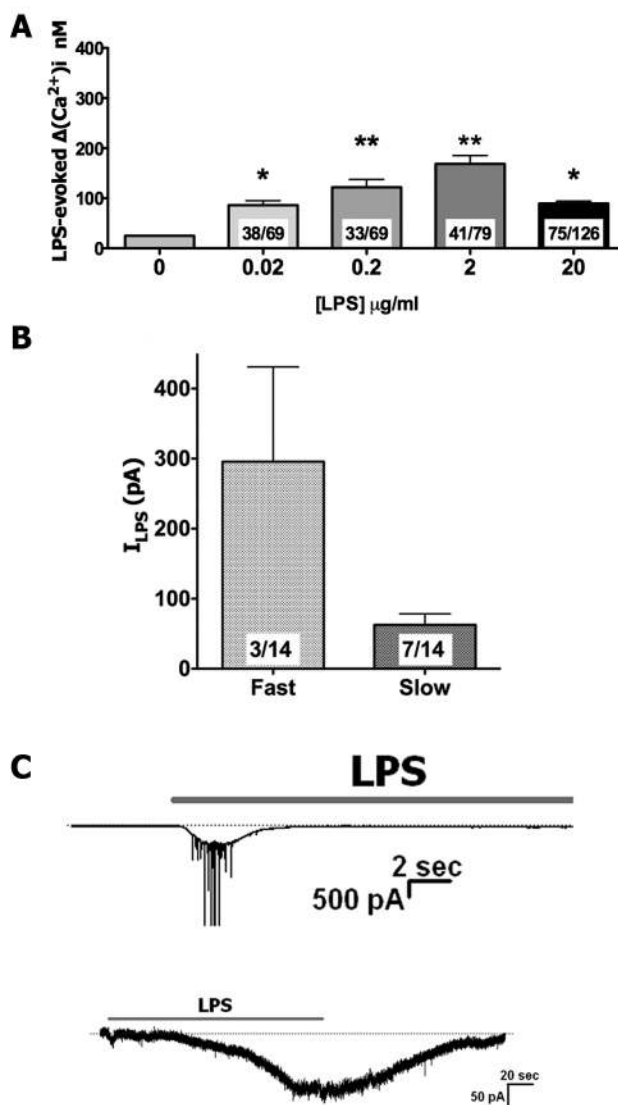 A
LPS-evoked Δ(Ca²⁺)i nM
400
300
200
100
0
* ** ** *
38/69 33/69 41/79 75/126
0 0.02 0.2 2 20
[LPS] μg/ml
B
I_LPS (pA)
400
300
200
100
0
3/14 7/14
Fast Slow
C
LPS
2 sec
500 pA
LPS
20 sec
50 pA